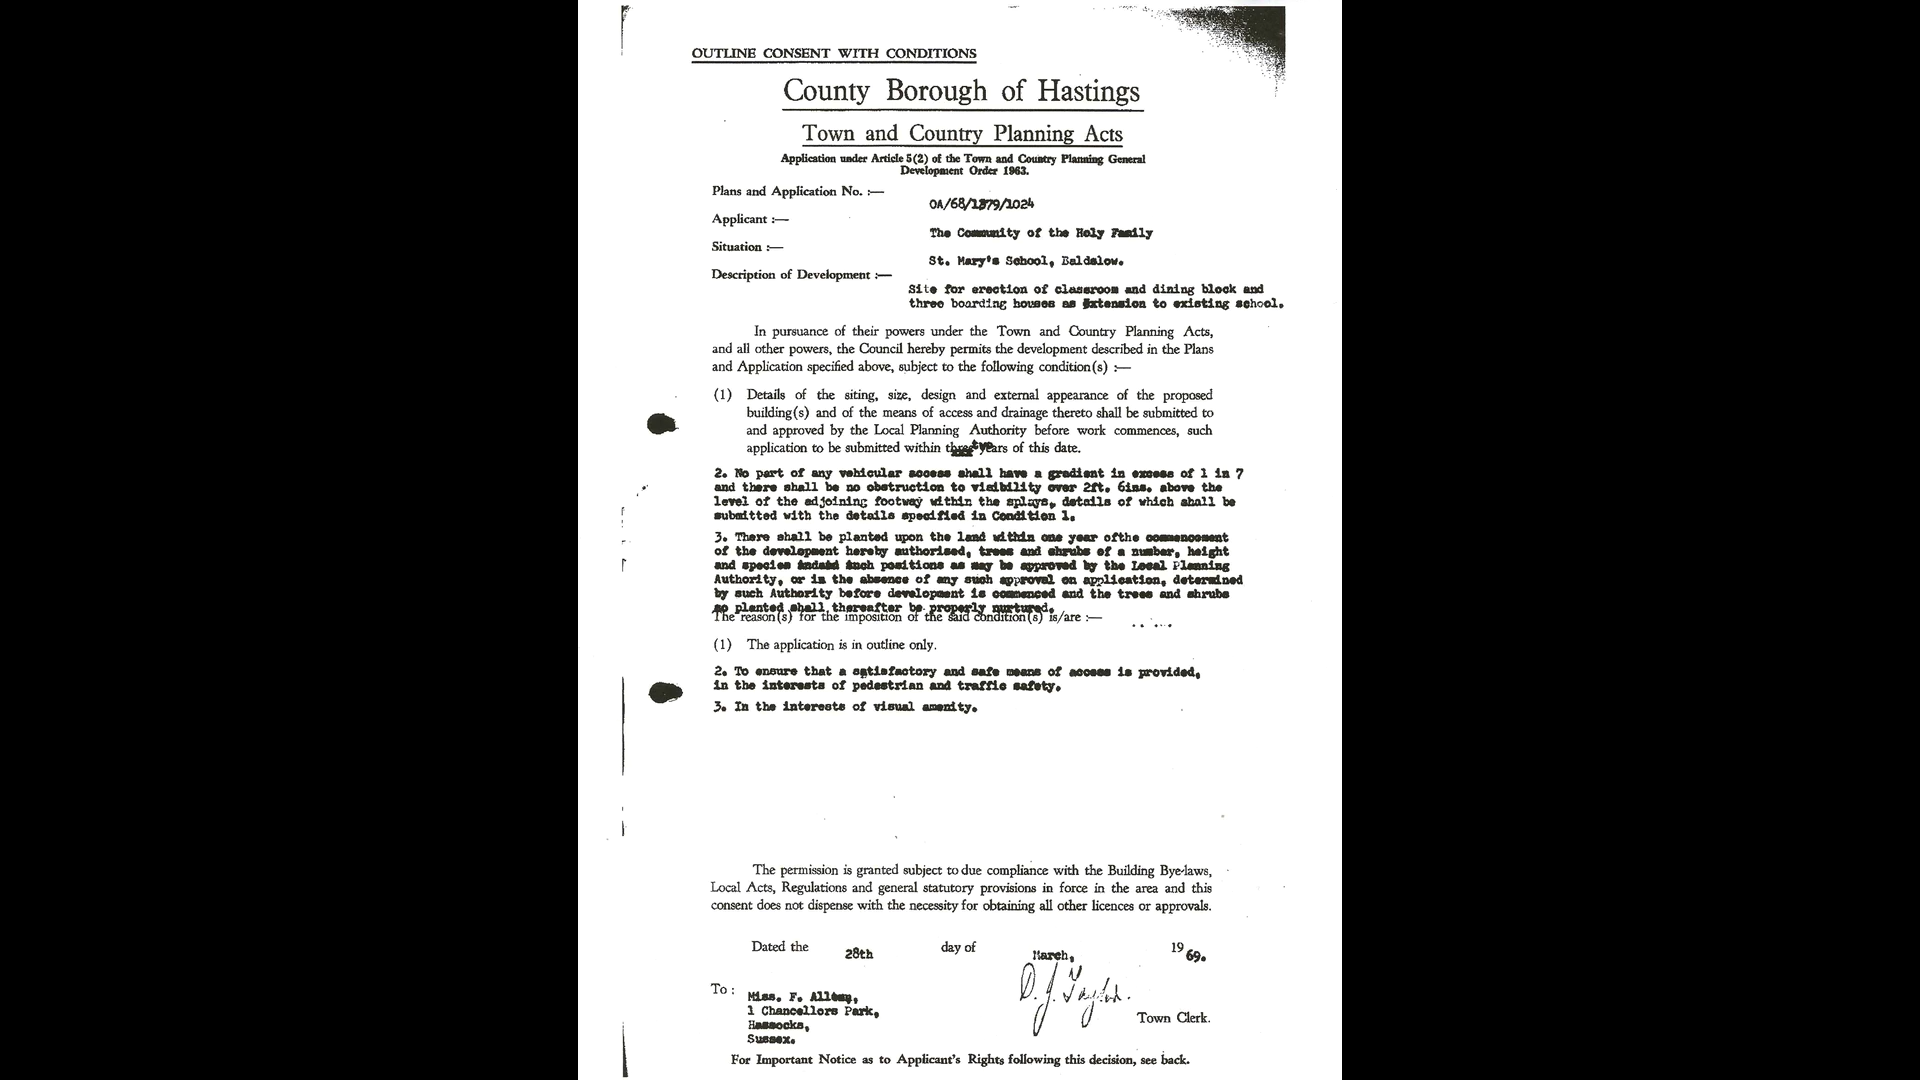 OUTLINE CONSENT WITH CONDITIONS
County Borough of Hastings
Town and Country Planning Acts
Application under Article 5(2) of the Town and Country Planning General
Development Order 1963.
Plans and Application No. :—
OA/68/1379/1024
Applicant :—
The Community of the Holy Family
Situation :—
St. Mary's School, Baldslow.
Description of Development :—
Site for erection of classroom and dining block and
three boarding houses as extension to existing school.
In pursuance of their powers under the Town and Country Planning Acts,
and all other powers, the Council hereby permits the development described in the Plans
and Application specified above, subject to the following condition(s) :—
(1) Details of the siting, size, design and external appearance of the proposed
building(s) and of the means of access and drainage thereto shall be submitted to
and approved by the Local Planning Authority before work commences, such
application to be submitted within years of this date.
2. No part of any vehicular access shall have a gradient in excess of 1 in 7
and there shall be no obstruction to visibility over 2ft. 6ins. above the
level of the adjoining footway within the splays, details of which shall be
submitted with the details specified in Condition 1.
3. There shall be planted upon the land within one year ofthe commencement
of the development hereby authorised, trees and shrubs of a number, height
and species such positions as may be approved by the Local Planning
Authority, or in the absence of any such approval on application, determined
by such Authority before development is commenced and the trees and shrubs
so planted shall thereafter be properly nurtured.
The reason(s) for the imposition of the said condition(s) is/are :—
(1) The application is in outline only.
2. To ensure that a satisfactory and safe means of access is provided,
in the interests of pedestrian and traffic safety.
3. In the interests of visual amenity.
The permission is granted subject to due compliance with the Building Bye-laws,
Local Acts, Regulations and general statutory provisions in force in the area and this
consent does not dispense with the necessity for obtaining all other licences or approvals.
Dated the 28th day of March, 19 69.
D. J. Taylor.
Town Clerk.
To : Miss. F.
1 Chancellors Park,
Hassocks,
Sussex.
For Important Notice as to Applicant's Rights following this decision, see back.